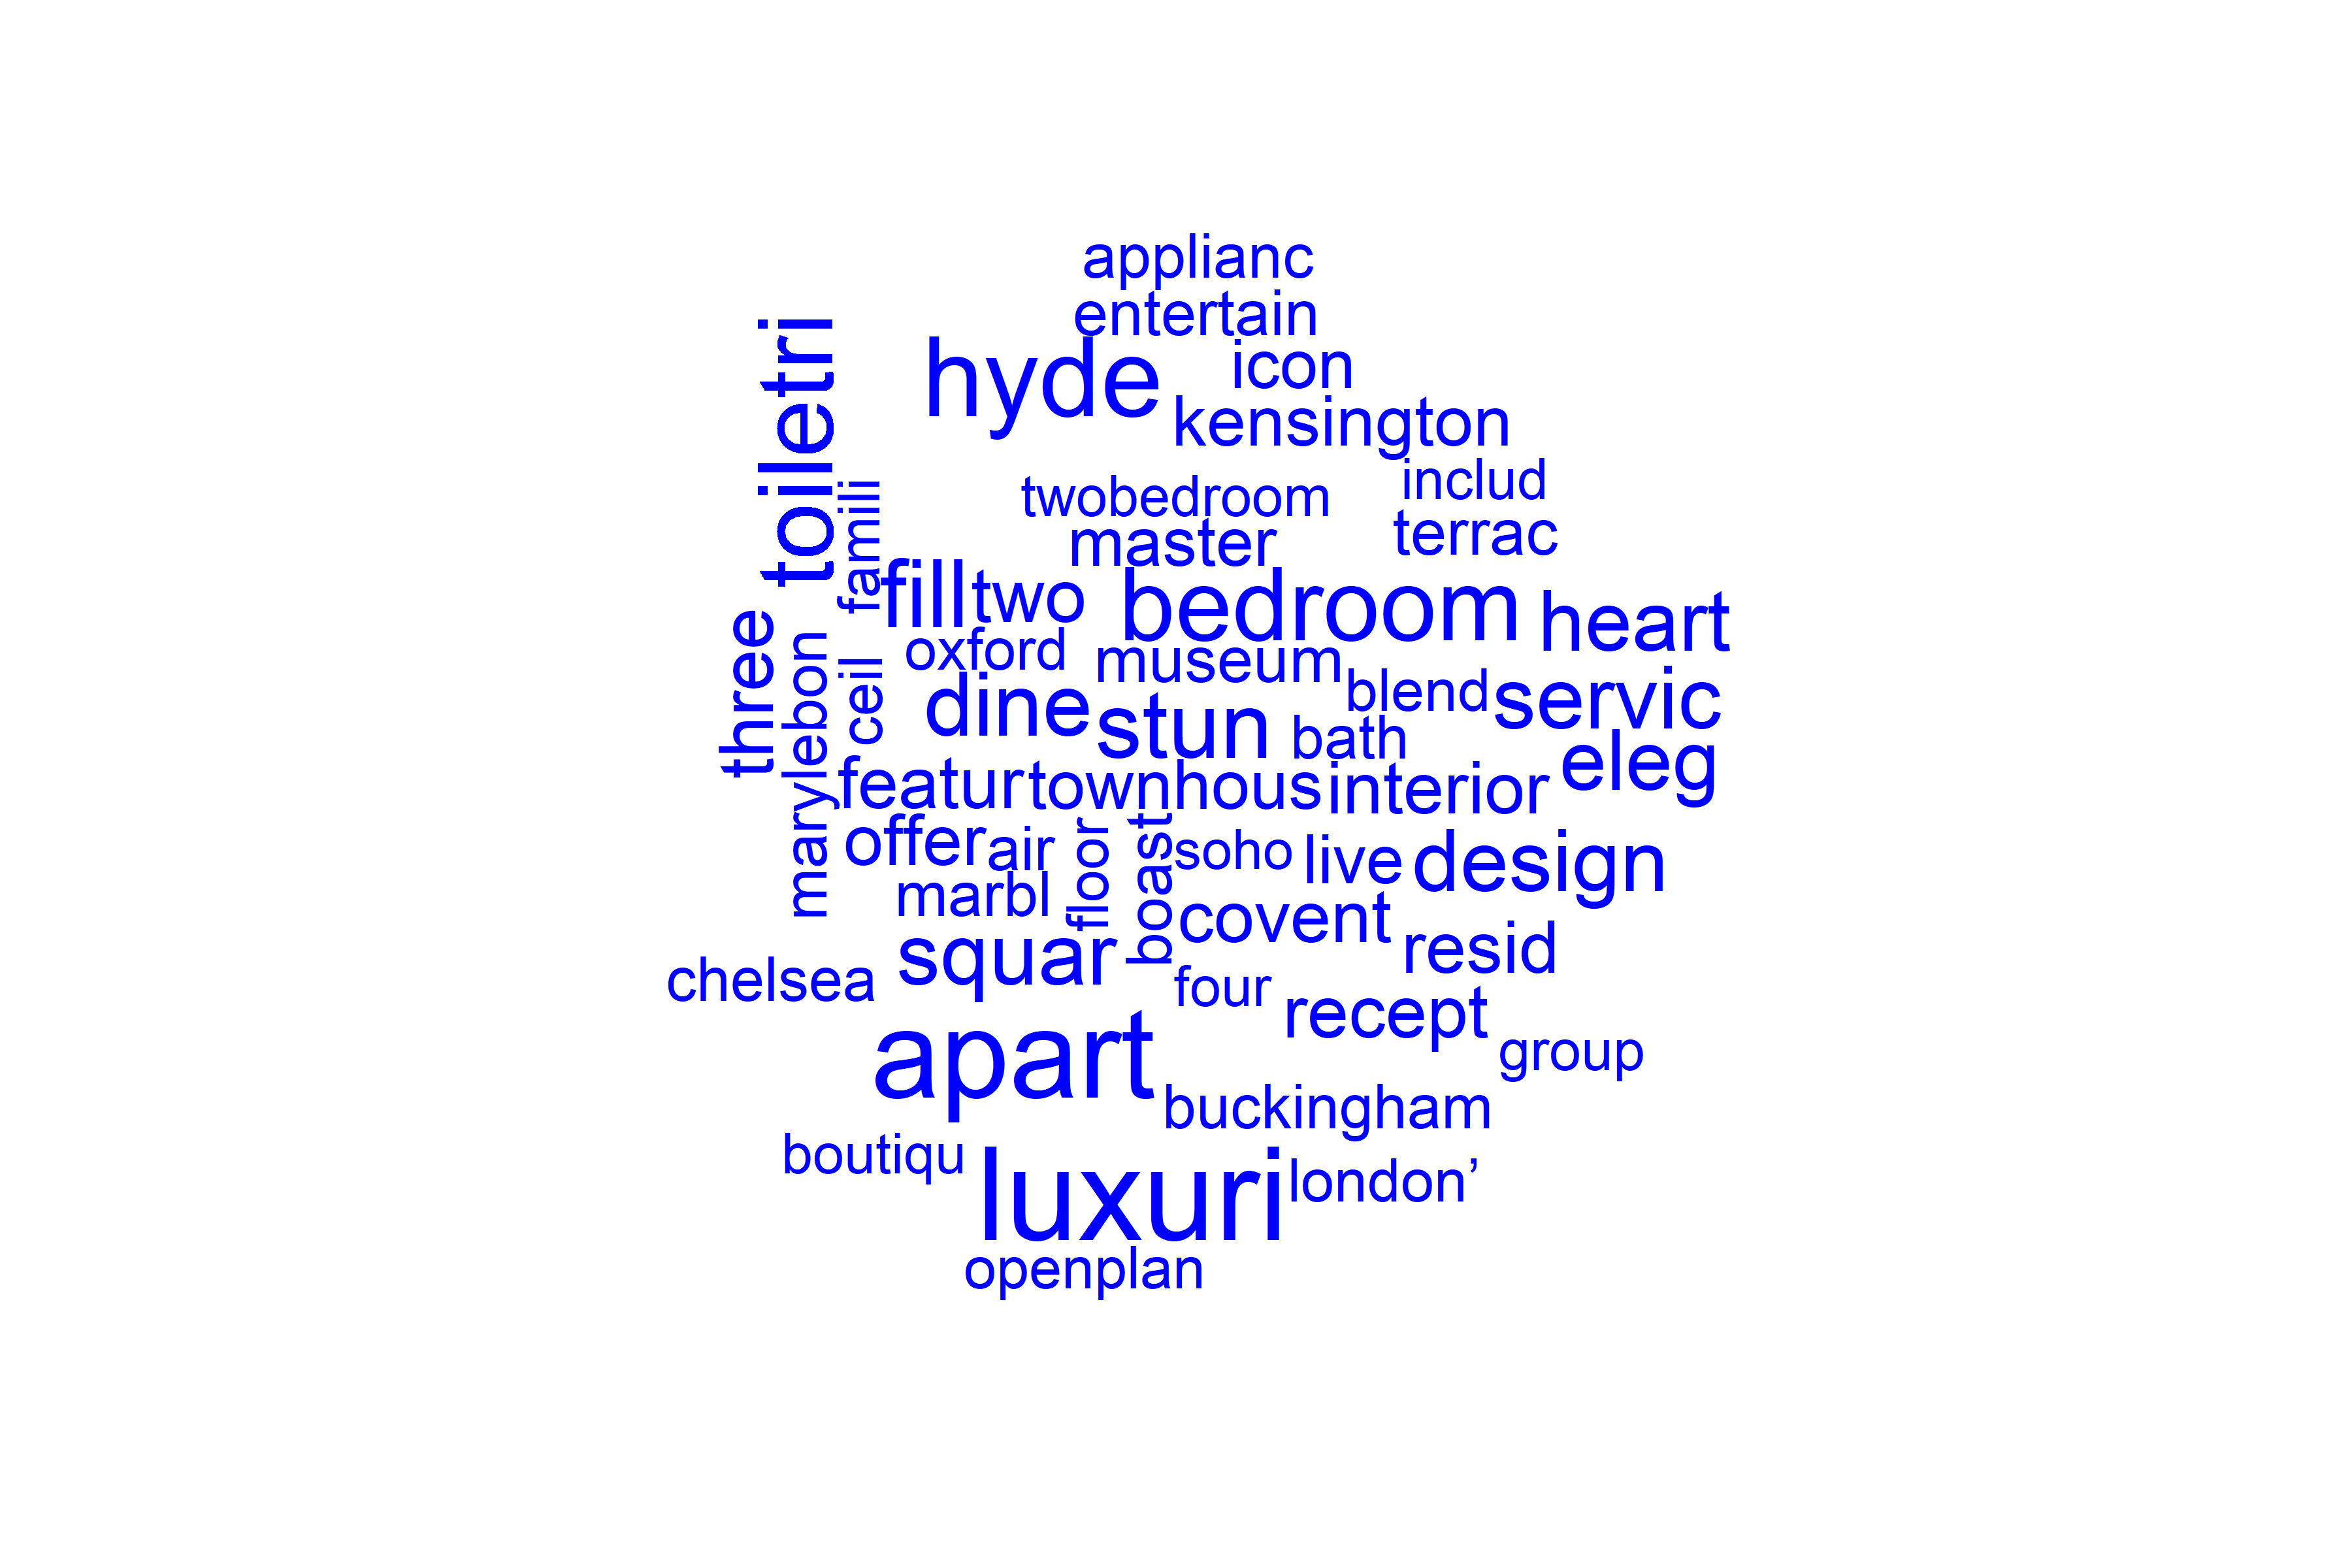 applianc
entertain
hyde
icon
kensington
toiletri
includ
twobedroom
famili
terrac
master
fill
two
bedroom
heart
three
marylebon
ceil
oxford
museum
blend
servic
dine
stun
bath
eleg
featur
townhous
interior
offer
air
floor
boast
soho
live
design
marbl
covent
squar
resid
chelsea
four
recept
apart
group
buckingham
boutiqu
luxuri
london’
openplan